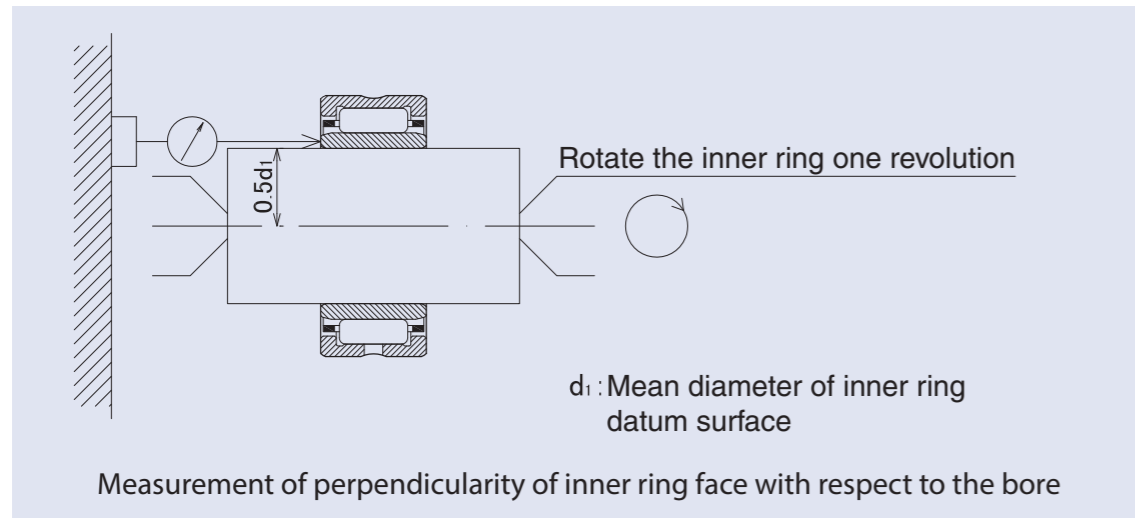 0.5d₁
Rotate the inner ring one revolution
d₁ : Mean diameter of inner ring
datum surface
Measurement of perpendicularity of inner ring face with respect to the bore